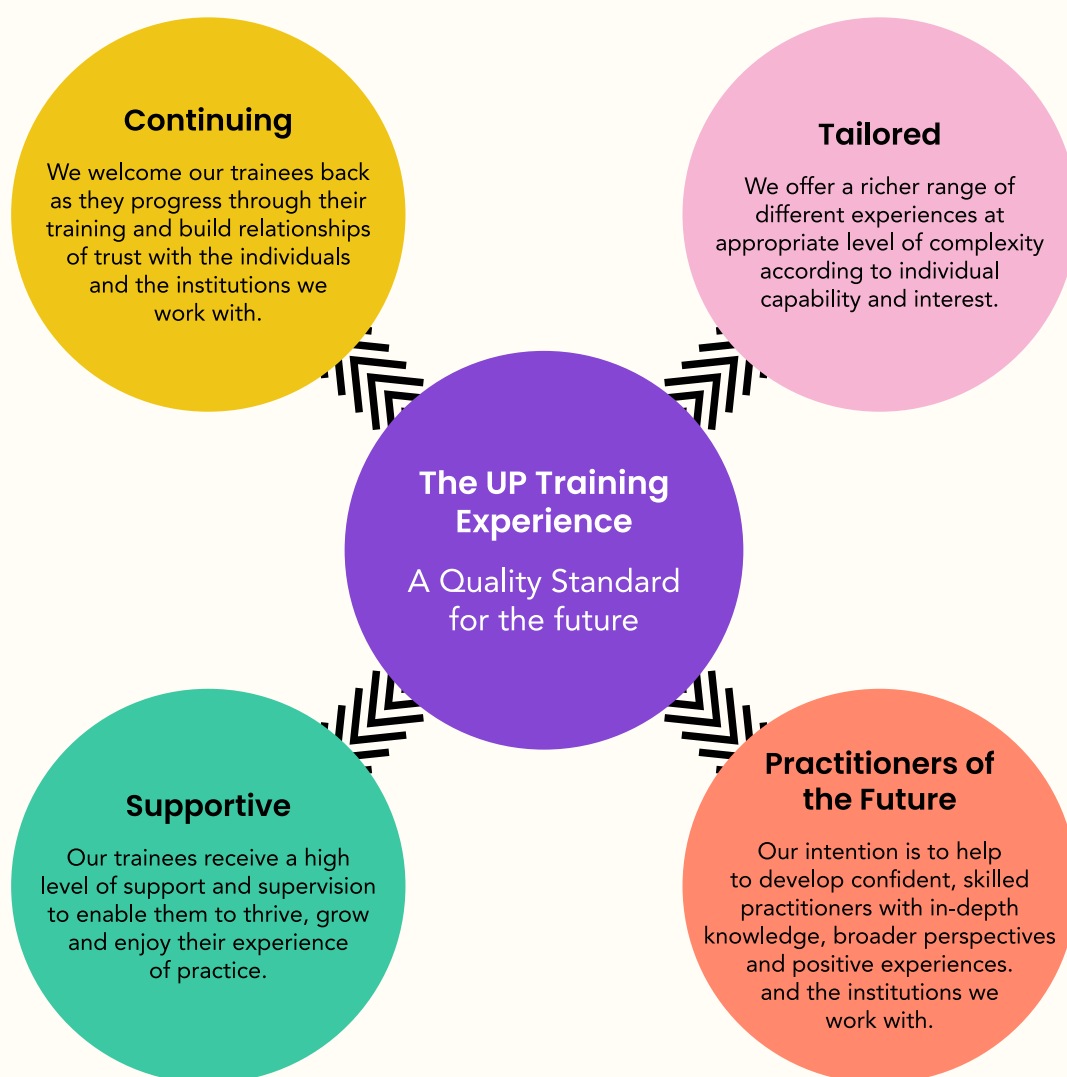 Continuing
We welcome our trainees back
as they progress through their
training and build relationships
of trust with the individuals
and the institutions we
work with.
Tailored
We offer a richer range of
different experiences at
appropriate level of complexity
according to individual
capability and interest.
The UP Training
Experience
A Quality Standard
for the future
Supportive
Our trainees receive a high
level of support and supervision
to enable them to thrive, grow
and enjoy their experience
of practice.
Practitioners of
the Future
Our intention is to help
to develop confident, skilled
practitioners with in-depth
knowledge, broader perspectives
and positive experiences.
and the institutions we
work with.